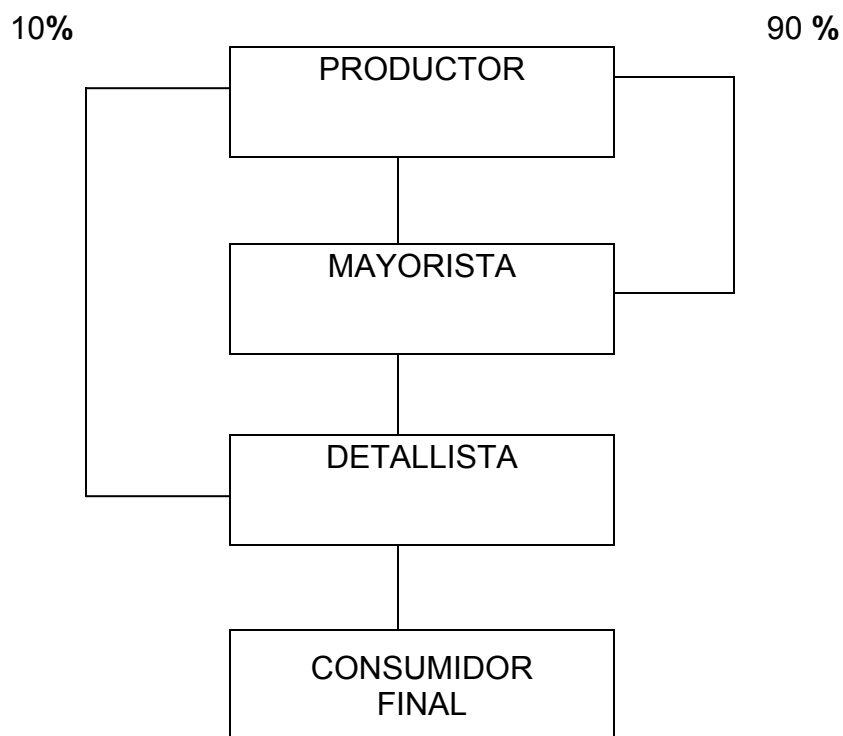 10% 90 %
PRODUCTOR
MAYORISTA
DETALLISTA
CONSUMIDOR
FINAL